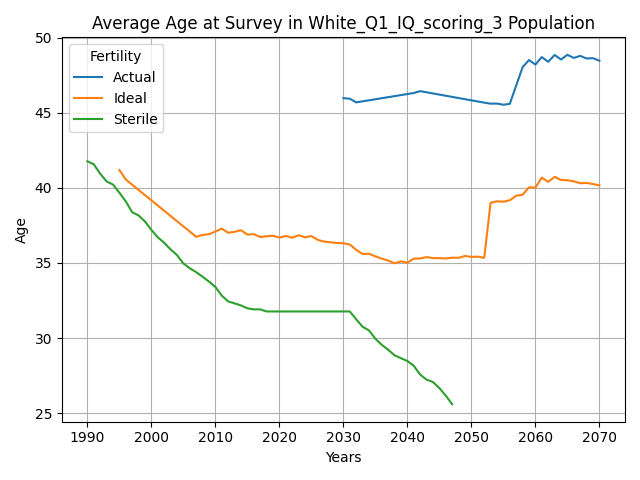 Average Age at Survey in White_Q1_IQ_scoring_3 Population
Fertility
Actual
Ideal
Sterile
Age
50
45
40
35
30
25
1990 2000 2010 2020 2030 2040 2050 2060 2070
Years